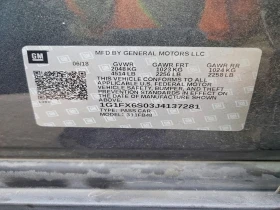 GM
MFD BY GENERAL MOTORS LLC
06/18 GVWR GAWR FRT GAWR RR
2048 KG 1023 KG 1024 KG
4514 LB 2256 LB 2258 LB
THIS VEHICLE CONFORMS TO ALL
APPLICABLE U.S. FEDERAL MOTOR
VEHICLE SAFETY, BUMPER, AND THEFT
PREVENTION STANDARDS IN EFFECT
ON THE DATE OF MANUFACTURE
SHOWN ABOVE.
1G1FX6S03J4137281
TYPE: PASS CAR